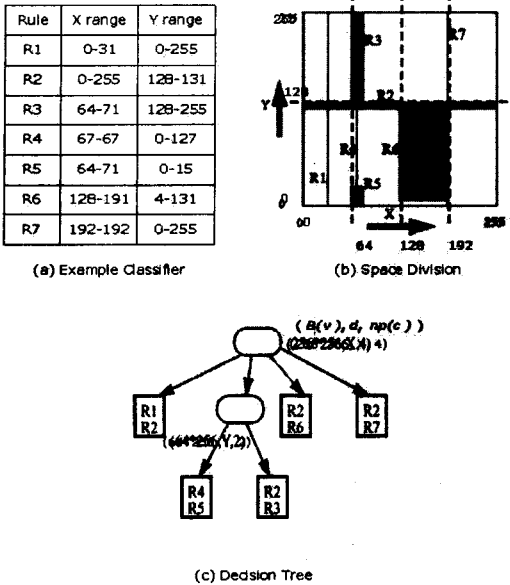 Rule X range Y range
R1 0-31 0-255
R2 0-255 128-131
R3 64-71 128-255
R4 67-67 0-127
R5 64-71 0-15
R6 128-191 4-131
R7 192-192 0-255
(a) Example Classifier
255
R3
R7
128
R2
Y
R4
R6
R1
R5
0
X
255
64 128 192
(b) Space Division
( B(v), d, np(c) )
R1
R2
R2
R6
R2
R7
R4
R5
R2
R3
(c) Decision Tree